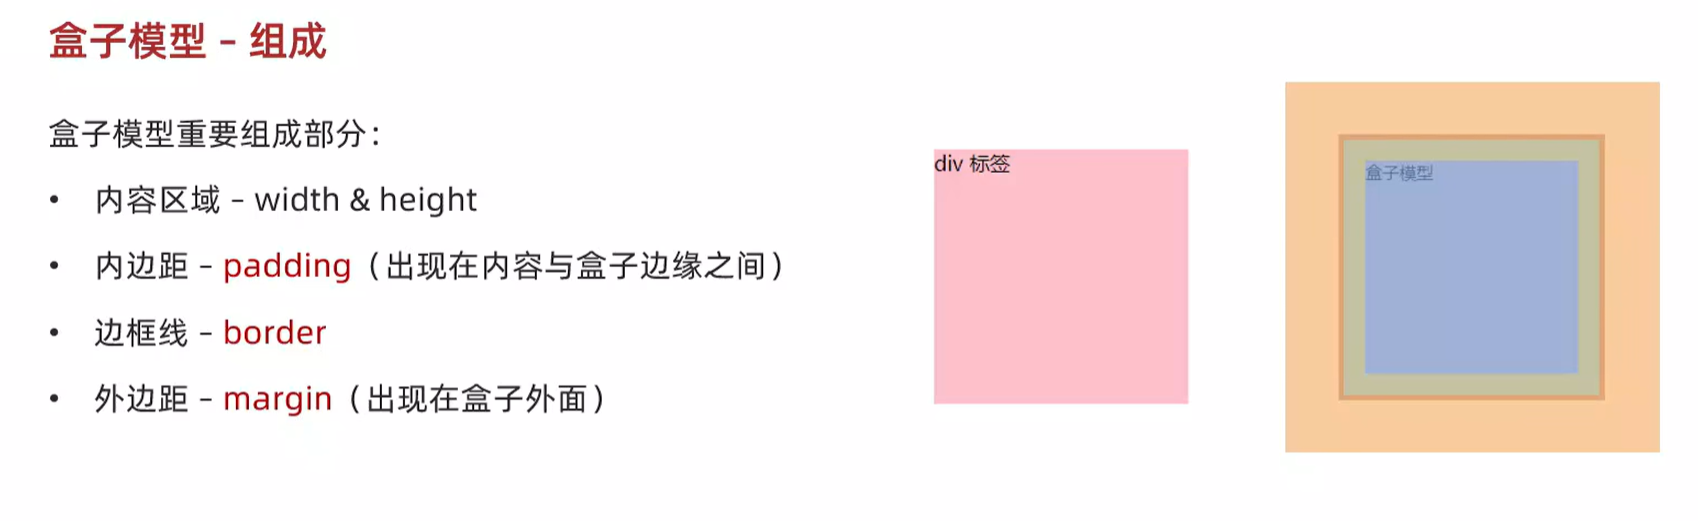 盒子模型 – 组成
盒子模型重要组成部分：
• 内容区域 – width & height
• 内边距 – padding（出现在内容与盒子边缘之间）
• 边框线 – border
• 外边距 – margin（出现在盒子外面）
div 标签
盒子模型